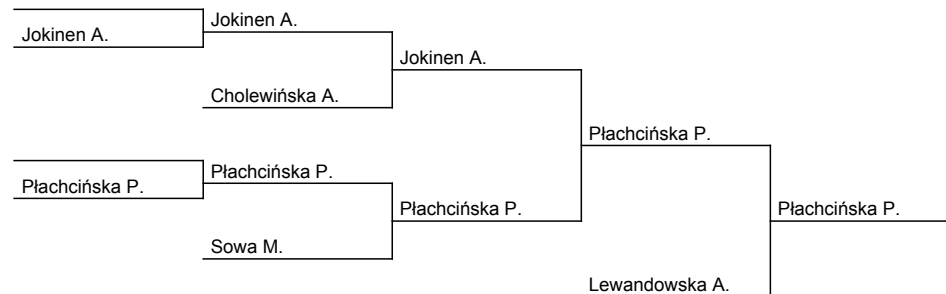 Jokinen A.
Jokinen A.
Jokinen A.
Cholewińska A.
Płachcińska P.
Płachcińska P.
Płachcińska P.
Płachcińska P.
Płachcińska P.
Sowa M.
Lewandowska A.